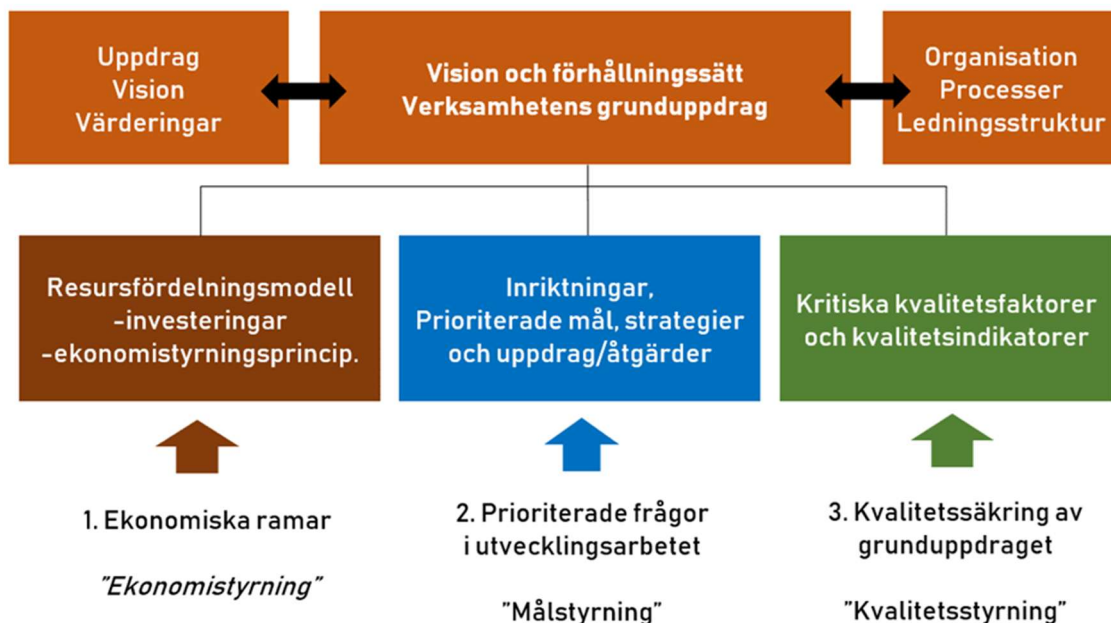 Uppdrag
Vision
Värderingar
Vision och förhållningssätt
Verksamhetens grunduppdrag
Organisation
Processer
Ledningsstruktur
Resursfördelningsmodell
-investeringar
-ekonomistyrningsprincip.
Inriktningar,
Prioriterade mål, strategier
och uppdrag/åtgärder
Kritiska kvalitetsfaktorer
och kvalitetsindikatorer
1. Ekonomiska ramar
”Ekonomistyrning”
2. Prioriterade frågor
i utvecklingsarbetet
”Målstyrning”
3. Kvalitetssäkring av
grunduppdraget
”Kvalitetsstyrning”